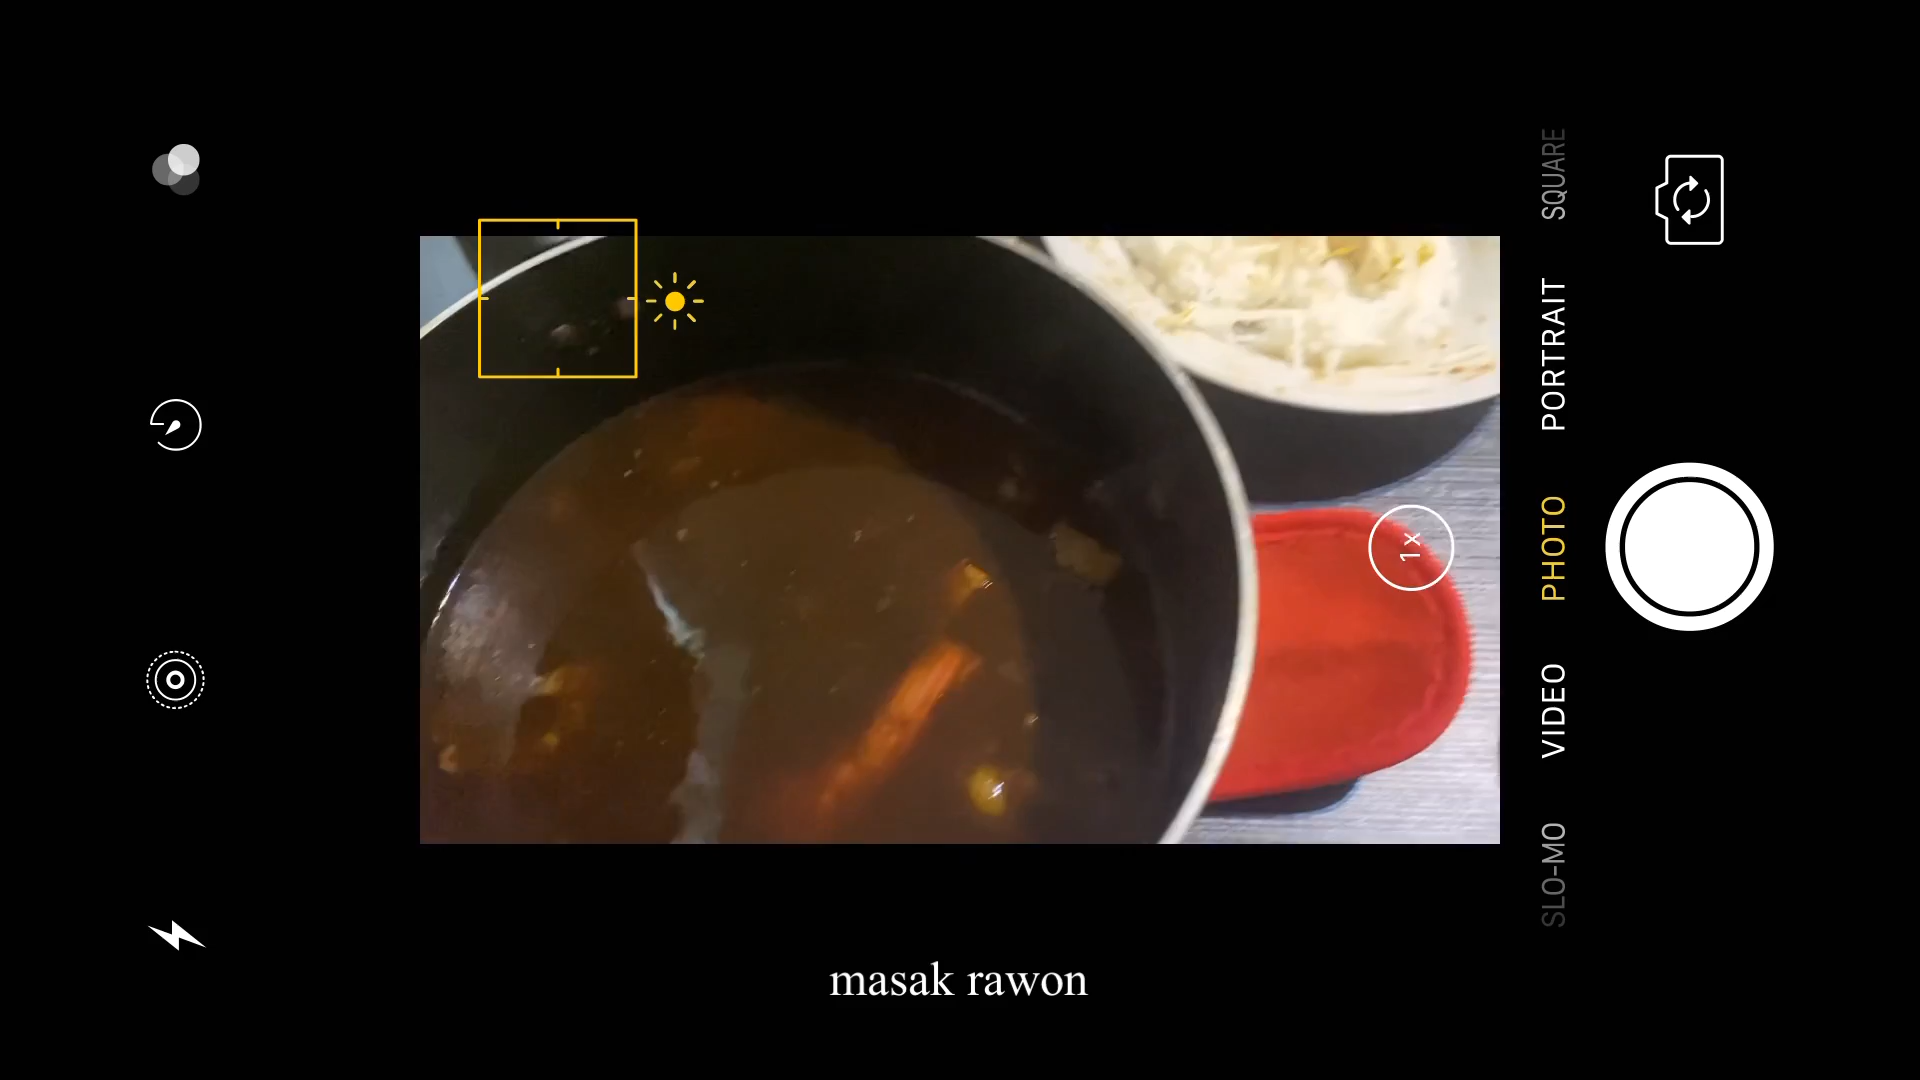 SQUARE
PORTRAIT
PHOTO
VIDEO
SLO-MO
1x
masak rawon